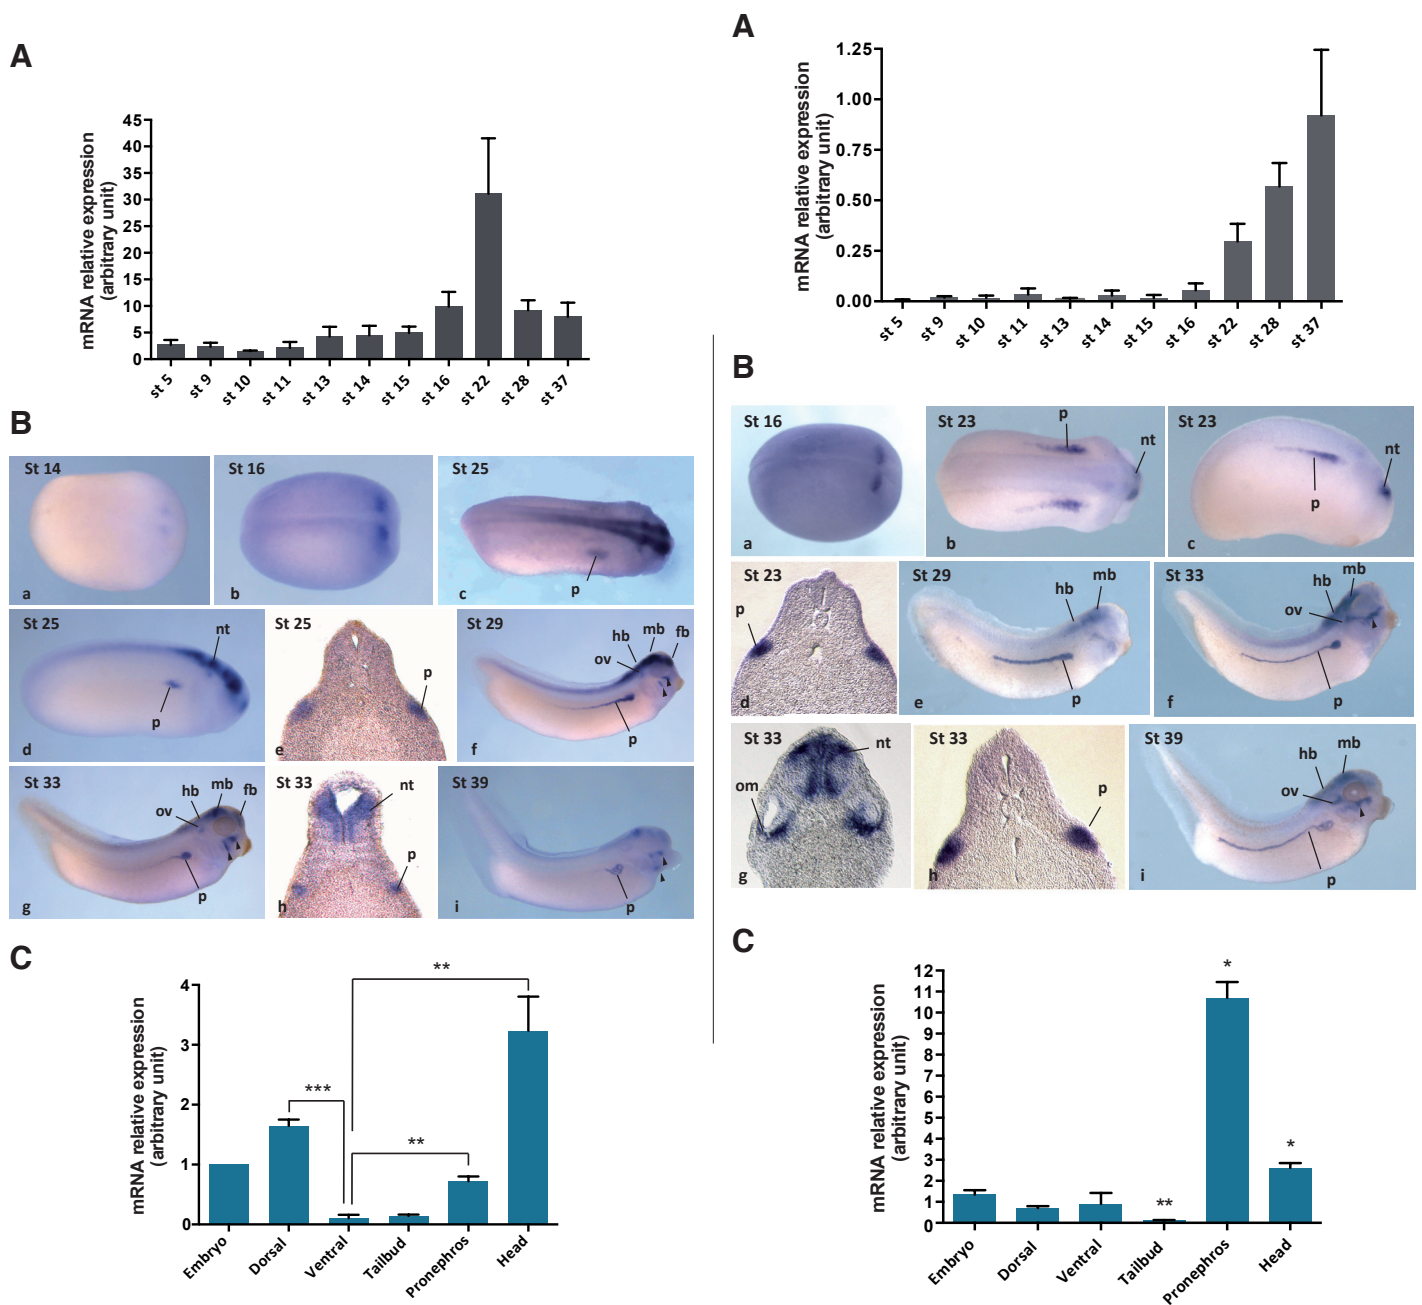 A
mRNA relative expression
(arbitrary unit)
45
40
35
30
25
20
15
10
5
0
st 5
st 9
st 10
st 11
st 13
st 14
st 15
st 16
st 22
st 28
st 37
B
St 14
a
St 16
b
St 25
p
c
St 25
nt
p
d
St 25
p
e
St 29
hb
mb
fb
ov
p
f
St 33
hb
mb
fb
ov
p
g
St 33
nt
p
h
St 39
p
i
C
mRNA relative expression
(arbitrary unit)
4
3
2
1
0
***
**
**
Embryo
Dorsal
Ventral
Tailbud
Pronephros
Head
A
mRNA relative expression
(arbitrary unit)
1.25
1.00
0.75
0.50
0.25
0.00
st 5
st 9
st 10
st 11
st 13
st 14
st 15
st 16
st 22
st 28
st 37
B
St 16
a
St 23
p
nt
b
St 23
nt
p
c
St 23
p
d
St 29
hb
mb
p
e
St 33
hb
mb
ov
p
f
St 33
nt
om
g
St 33
p
h
St 39
hb
mb
ov
p
i
C
mRNA relative expression
(arbitrary unit)
12
11
10
9
8
7
6
5
4
3
2
1
0
**
*
*
Embryo
Dorsal
Ventral
Tailbud
Pronephros
Head